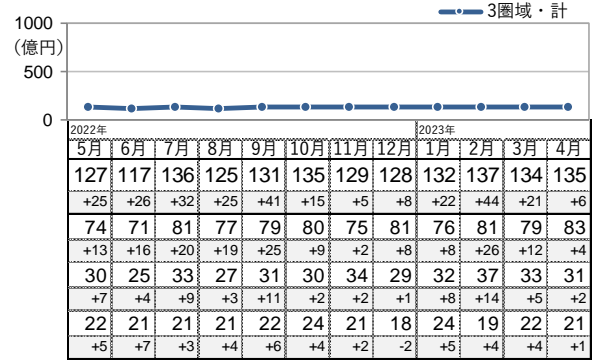 3圏域・計
1000
(億円)
500
0
2022年 2023年
5月 6月 7月 8月 9月 10月 11月 12月 1月 2月 3月 4月
127 117 136 125 131 135 129 128 132 137 134 135
+25 +26 +32 +25 +41 +15 +5 +8 +22 +44 +21 +6
74 71 81 77 79 80 75 81 76 81 79 83
+13 +16 +20 +19 +25 +9 +2 +8 +8 +26 +12 +4
30 25 33 27 31 30 34 29 32 37 33 31
+7 +4 +9 +3 +11 +2 +2 +1 +8 +14 +5 +2
22 21 21 21 22 24 21 18 24 19 22 21
+5 +7 +3 +4 +6 +4 +2 -2 +5 +4 +4 +1